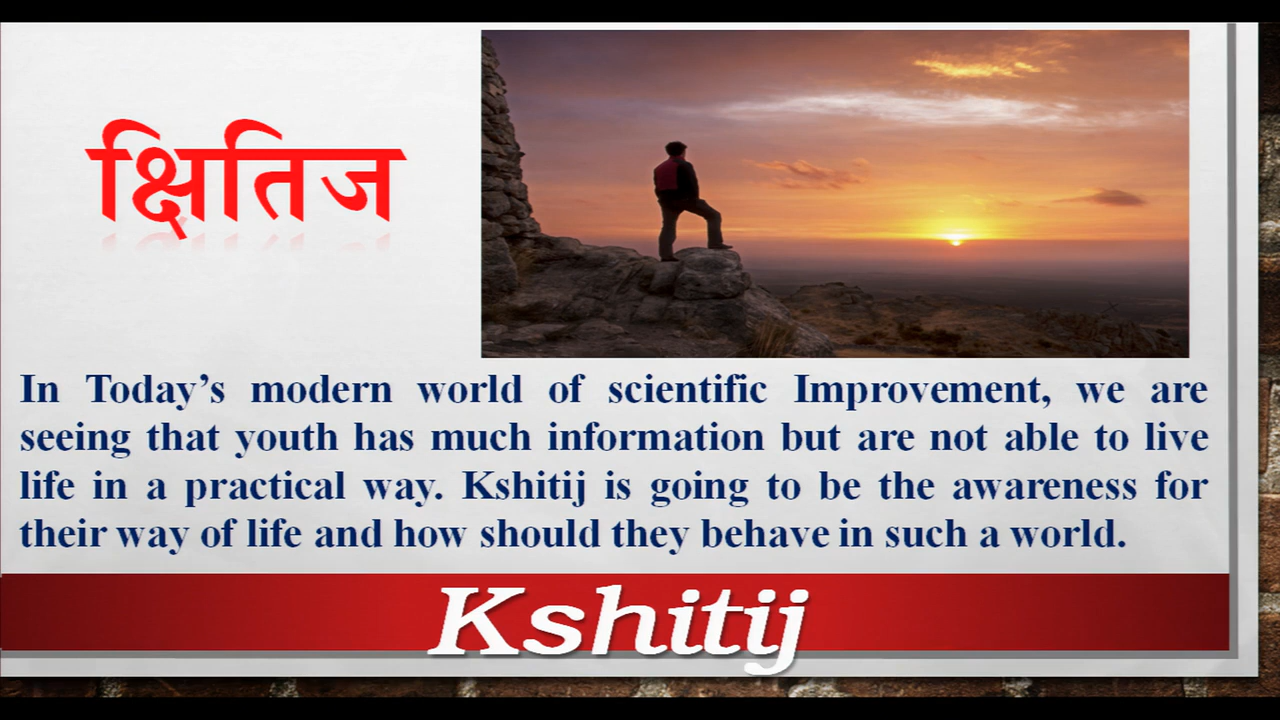 क्षितिज
In Today's modern world of scientific Improvement, we are
seeing that youth has much information but are not able to live
life in a practical way. Kshitij is going to be the awareness for
their way of life and how should they behave in such a world.
Kshitij